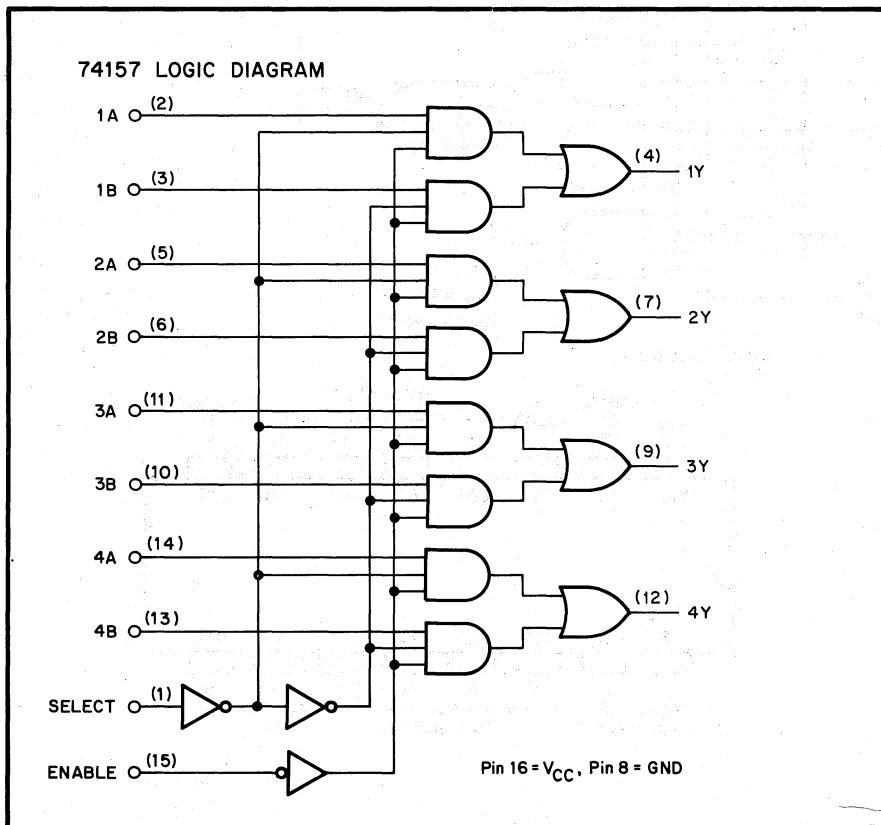 74157 LOGIC DIAGRAM
1A (2)
(4) 1Y
1B (3)
2A (5)
(7) 2Y
2B (6)
3A (11)
(9) 3Y
3B (10)
4A (14)
(12) 4Y
4B (13)
SELECT (1)
ENABLE (15)
Pin 16 = VCC, Pin 8 = GND